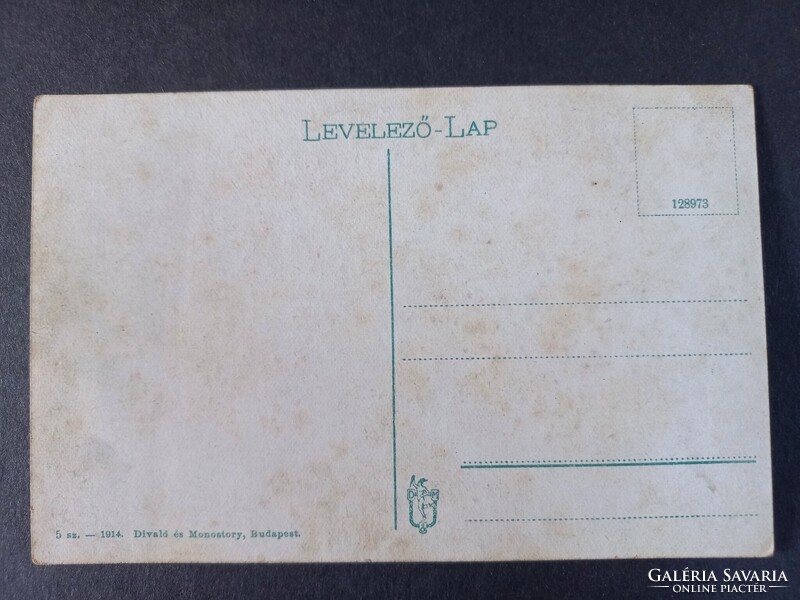 LEVELEZŐ-LAP
128973
D M
5 sz. — 1914. Divald és Monostory, Budapest.
GALÉRIA SAVARIA
ONLINE PIACTÉR